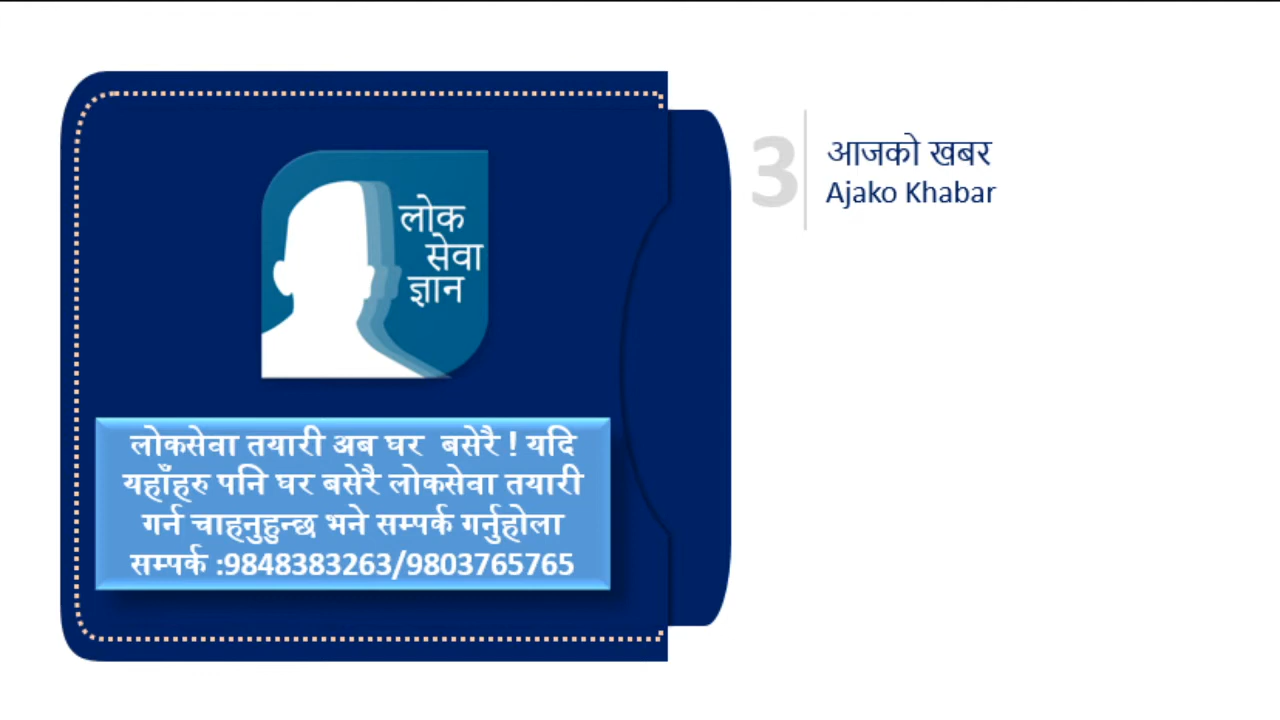 लोक
सेवा
ज्ञान
लोकसेवा तयारी अब घर बसेरै ! यदि
यहाँहरु पनि घर बसेरै लोकसेवा तयारी
गर्न चाहनुहुन्छ भने सम्पर्क गर्नुहोला
सम्पर्क :9848383263/9803765765
3
आजको खबर
Ajako Khabar